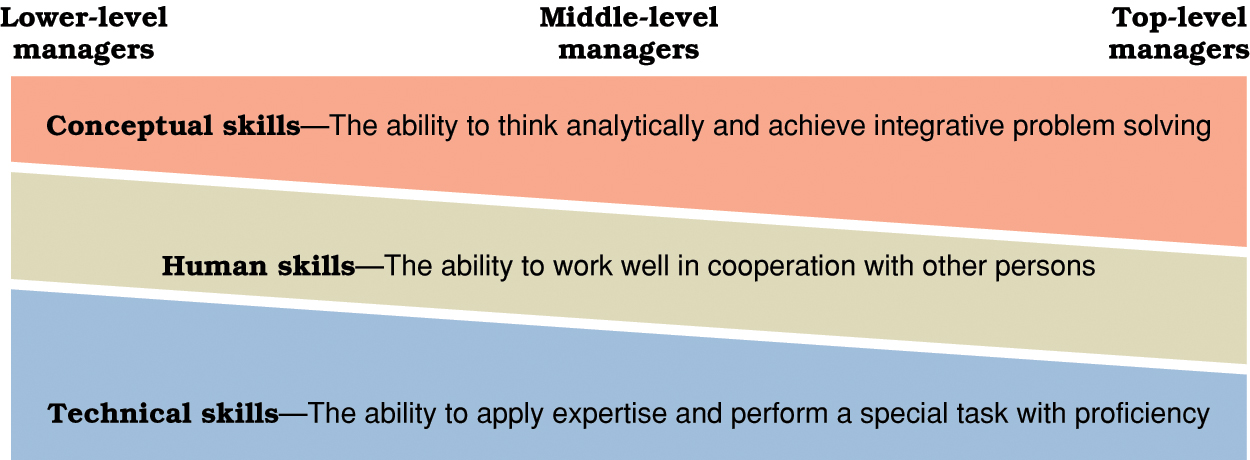 Lower-level
managers
Middle-level
managers
Top-level
managers
Conceptual skills—The ability to think analytically and achieve integrative problem solving
Human skills—The ability to work well in cooperation with other persons
Technical skills—The ability to apply expertise and perform a special task with proficiency